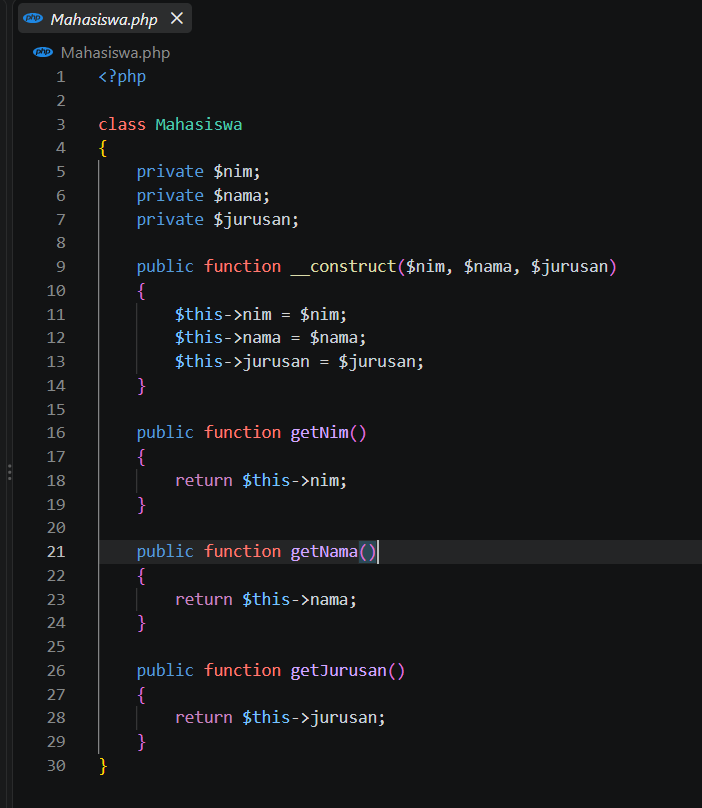 php Mahasiswa.php ×
php Mahasiswa.php
1 <?php
2
3 class Mahasiswa
4 {
5     private $nim;
6     private $nama;
7     private $jurusan;
8
9     public function __construct($nim, $nama, $jurusan)
10     {
11         $this->nim = $nim;
12         $this->nama = $nama;
13         $this->jurusan = $jurusan;
14     }
15
16     public function getNim()
17     {
18         return $this->nim;
19     }
20
21     public function getNama()
22     {
23         return $this->nama;
24     }
25
26     public function getJurusan()
27     {
28         return $this->jurusan;
29     }
30 }